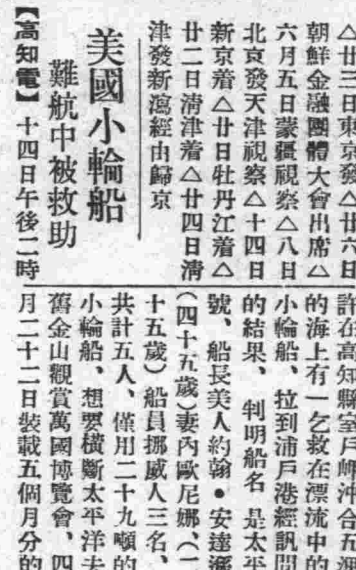 △廿三日東京發△廿六日
朝鮮金融團體大會出席△
六月五日蒙疆視察△八日
北京發天津視察△十四日
新京着△廿日牡丹江着△
廿二日淸津着△廿四日淸
津發新潟經由歸京
美國小輪船
難航中被救助
【高知電】十四日午後二時
許在高知縣室戶岬沖合五浬
的海上有一乞救在漂流中的
小輪船、拉到浦戶港經訊問
的結果、判明船名是太平
號、船長美人約翰●安達遜
(四十五歲)妻內歐尼娜、(
十五歲)船員挪威人三名、
共計五人、僅用二十九噸的
小輪船、想要橫斷太平洋
舊金山觀賞萬國博覽會、四
月二十二日裝載五個月分的